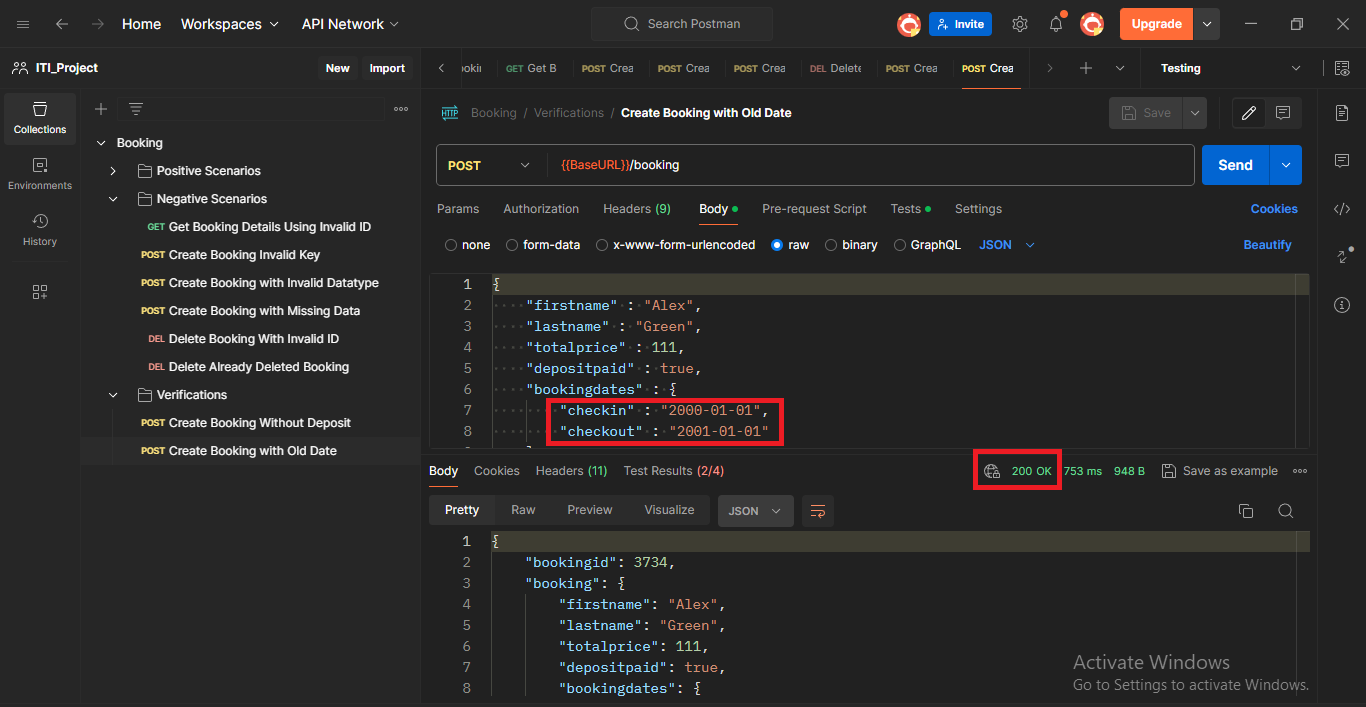 Home Workspaces API Network Search Postman Invite Upgrade
ITI_Project New Import
GET Get B POST Crea POST Crea POST Crea DEL Delete POST Crea POST Crea Testing
Collections
Environments
History
Booking
Positive Scenarios
Negative Scenarios
GET Get Booking Details Using Invalid ID
POST Create Booking Invalid Key
POST Create Booking with Invalid Datatype
POST Create Booking with Missing Data
DEL Delete Booking With Invalid ID
DEL Delete Already Deleted Booking
Verifications
POST Create Booking Without Deposit
POST Create Booking with Old Date
HTTP Booking / Verifications / Create Booking with Old Date Save
POST {{BaseURL}}/booking Send
Params Authorization Headers (9) Body Pre-request Script Tests Settings Cookies
none form-data x-www-form-urlencoded raw binary GraphQL JSON Beautify
1 {
2 "firstname" : "Alex",
3 "lastname" : "Green",
4 "totalprice" : 111,
5 "depositpaid" : true,
6 "bookingdates" : {
7 "checkin" : "2000-01-01",
8 "checkout" : "2001-01-01"
Body Cookies Headers (11) Test Results (2/4) 200 OK 753 ms 948 B Save as example
Pretty Raw Preview Visualize JSON
1 {
2 "bookingid": 3734,
3 "booking": {
4 "firstname": "Alex",
5 "lastname": "Green",
6 "totalprice": 111,
7 "depositpaid": true,
8 "bookingdates": {
Activate Windows
Go to Settings to activate Windows.